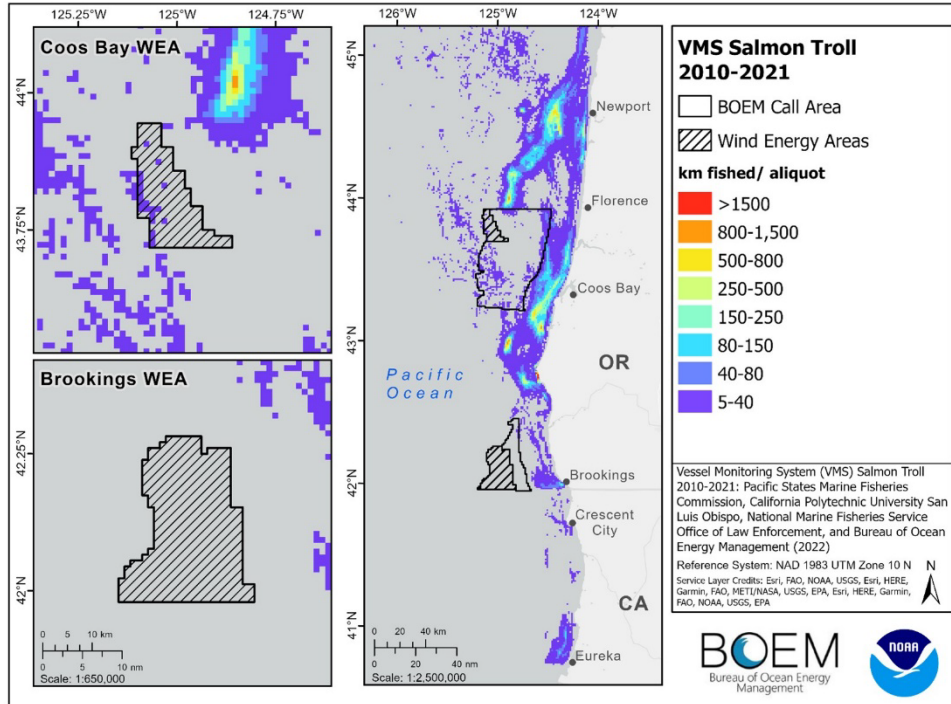 125.25°W
125°W
124.75°W
Coos Bay WEA
44°N
43.75°N
Brookings WEA
42.25°N
42°N
0 5 10 km
0 5 10 nm
Scale: 1:650,000
126°W
125°W
124°W
45°N
44°N
43°N
42°N
41°N
Newport
Florence
Coos Bay
OR
Pacific
Ocean
Brookings
Crescent
City
CA
Eureka
0 20 40 km
0 20 40 nm
Scale: 1:2,500,000
VMS Salmon Troll
2010-2021
BOEM Call Area
Wind Energy Areas
km fished/ aliquot
>1500
800-1,500
500-800
250-500
150-250
80-150
40-80
5-40
Vessel Monitoring System (VMS) Salmon Troll
2010-2021: Pacific States Marine Fisheries
Commission, California Polytechnic University San
Luis Obispo, National Marine Fisheries Service
Office of Law Enforcement, and Bureau of Ocean
Energy Management (2022)
Reference System: NAD 1983 UTM Zone 10 N
N
Service Layer Credits: Esri, FAO, NOAA, USGS, Esri, HERE,
Garmin, FAO, METI/NASA, USGS, EPA, Esri, HERE, Garmin,
FAO, NOAA, USGS, EPA
BOEM
Bureau of Ocean Energy
Management
NOAA